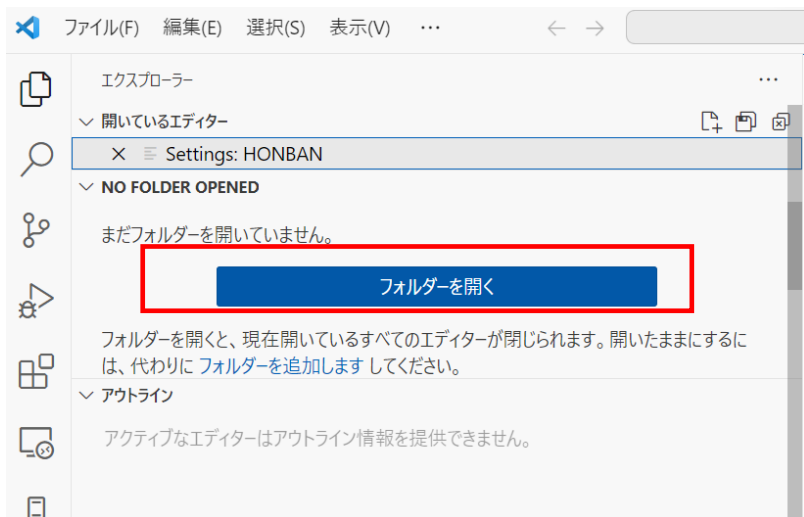 ファイル(F) 編集(E) 選択(S) 表示(V) …
エクスプローラー
開いているエディター
Settings: HONBAN
NO FOLDER OPENED
まだフォルダーを開いていません。
フォルダーを開く
フォルダーを開くと、現在開いているすべてのエディターが閉じられます。開いたままにするに
は、代わりに フォルダーを追加します してください。
アウトライン
アクティブなエディターはアウトライン情報を提供できません。